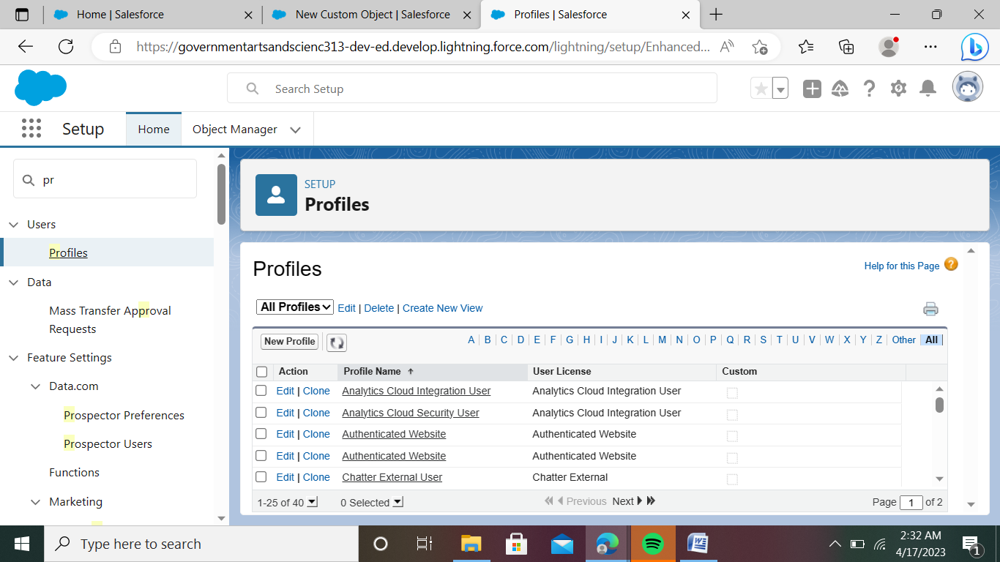 Home | Salesforce
New Custom Object | Salesforce
Profiles | Salesforce
https://governmentartsandscienc313-dev-ed.develop.lightning.force.com/lightning/setup/Enhanced...
Search Setup
Setup
Home
Object Manager
pr
Users
Profiles
Data
Mass Transfer Approval
Requests
Feature Settings
Data.com
Prospector Preferences
Prospector Users
Functions
Marketing
SETUP
Profiles
Profiles
Help for this Page ?
All Profiles Edit | Delete | Create New View
New Profile
A | B | C | D | E | F | G | H | I | J | K | L | M | N | O | P | Q | R | S | T | U | V | W | X | Y | Z | Other | All
Action Profile Name ↑ User License Custom
Edit | Clone Analytics Cloud Integration User Analytics Cloud Integration User
Edit | Clone Analytics Cloud Security User Analytics Cloud Integration User
Edit | Clone Authenticated Website Authenticated Website
Edit | Clone Authenticated Website Authenticated Website
Edit | Clone Chatter External User Chatter External
1-25 of 40 0 Selected Previous Next Page 1 of 2
Type here to search
2:32 AM
4/17/2023
1